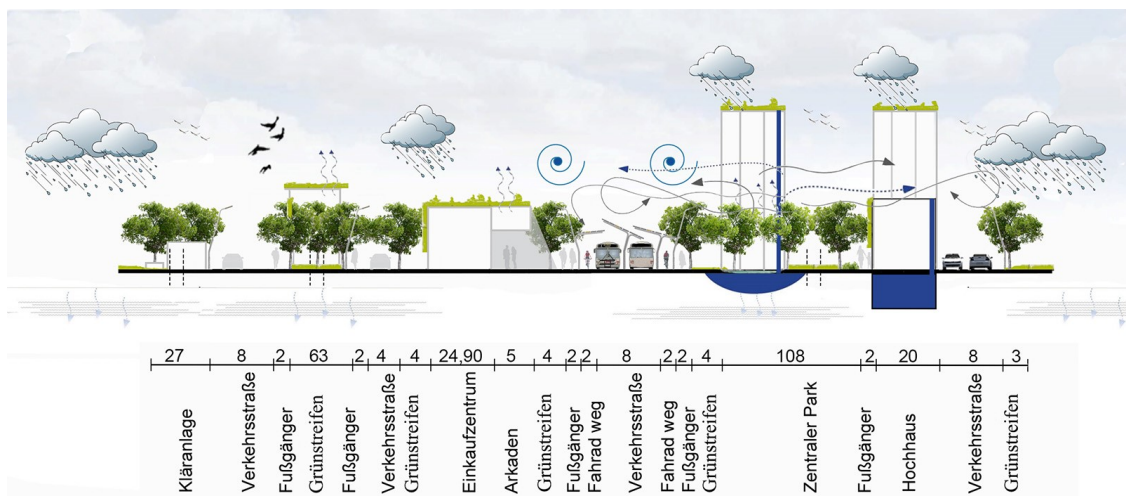 27 8 2 63 2 4 4 24,90 5 4 2 2 8 2 2 4 108 2 20 8 3
Kläranlage
Verkehrsstraße
Fußgänger
Grünstreifen
Fußgänger
Verkehrsstraße
Grünstreifen
Einkaufzentrum
Arkaden
Grünstreifen
Fußgänger
Fahrad weg
Verkehrsstraße
Fahrad weg
Fußgänger
Grünstreifen
Zentraler Park
Fußgänger
Hochhaus
Verkehrsstraße
Grünstreifen